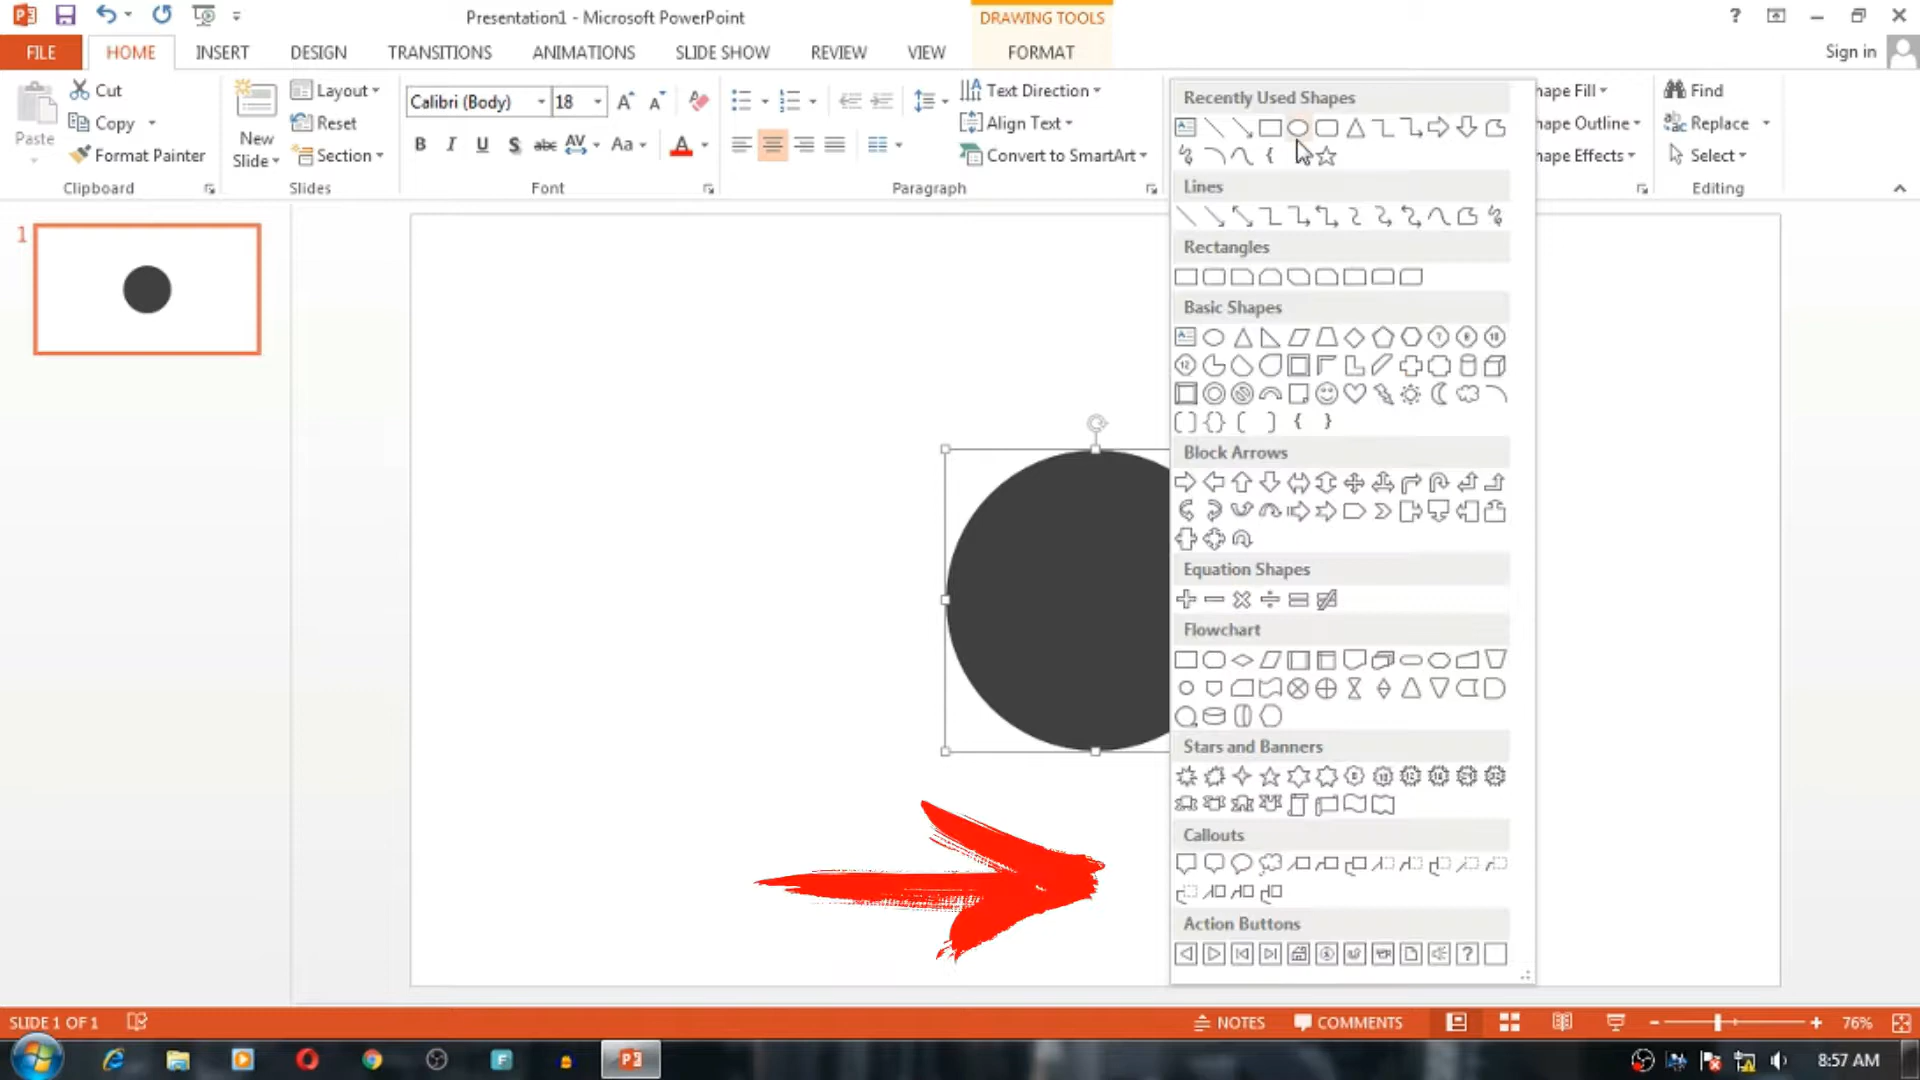 Presentation1 - Microsoft PowerPoint
DRAWING TOOLS
?
FILE
HOME
INSERT
DESIGN
TRANSITIONS
ANIMATIONS
SLIDE SHOW
REVIEW
VIEW
FORMAT
Sign in
Paste
Cut
Copy
Format Painter
Clipboard
New
Slide
Layout
Reset
Section
Slides
Calibri (Body)
18
B I U S abc AV Aa A
Font
Text Direction
Align Text
Convert to SmartArt
Paragraph
hape Fill
hape Outline
hape Effects
Find
Replace
Select
Editing
Recently Used Shapes
Lines
Rectangles
Basic Shapes
Block Arrows
Equation Shapes
Flowchart
Stars and Banners
Callouts
Action Buttons
1
SLIDE 1 OF 1
NOTES
COMMENTS
76%
8:57 AM